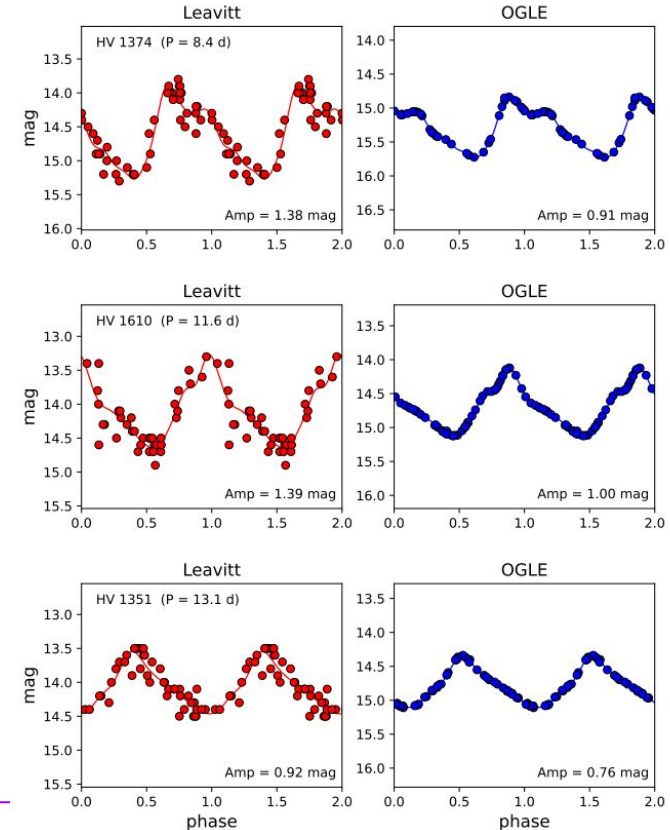 Leavitt OGLE
HV 1374 (P = 8.4 d)
mag
13.5
14.0
14.5
15.0
15.5
16.0
Amp = 1.38 mag
0.0 0.5 1.0 1.5 2.0
14.0
14.5
15.0
15.5
16.0
16.5
Amp = 0.91 mag
0.0 0.5 1.0 1.5 2.0
Leavitt OGLE
HV 1610 (P = 11.6 d)
mag
13.0
13.5
14.0
14.5
15.0
15.5
Amp = 1.39 mag
0.0 0.5 1.0 1.5 2.0
13.5
14.0
14.5
15.0
15.5
16.0
Amp = 1.00 mag
0.0 0.5 1.0 1.5 2.0
Leavitt OGLE
HV 1351 (P = 13.1 d)
mag
13.0
13.5
14.0
14.5
15.0
15.5
Amp = 0.92 mag
0.0 0.5 1.0 1.5 2.0
phase
13.5
14.0
14.5
15.0
15.5
16.0
Amp = 0.76 mag
0.0 0.5 1.0 1.5 2.0
phase